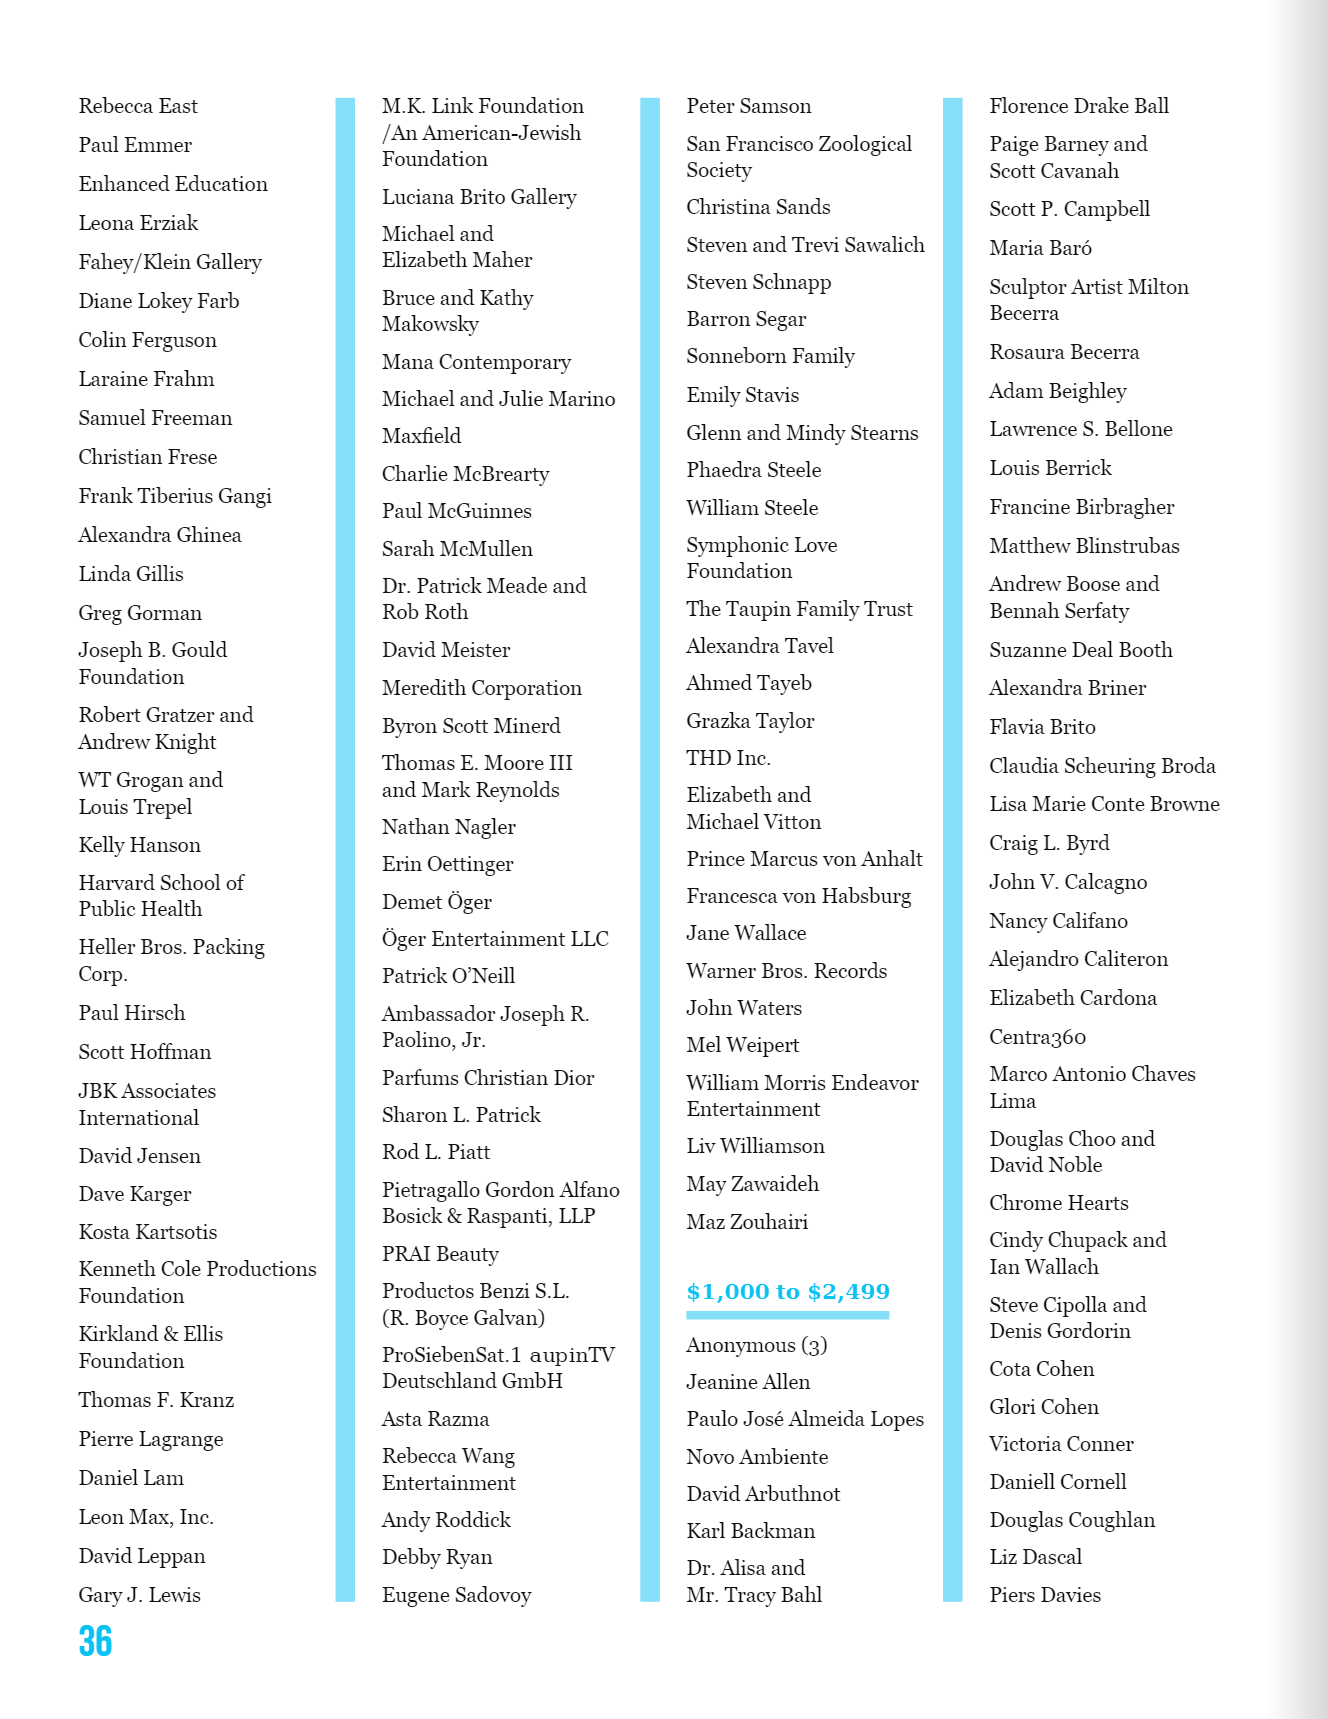 Rebecca East
Paul Emmer
Enhanced Education
Leona Erziak
Fahey/Klein Gallery
Diane Lokey Farb
Colin Ferguson
Laraine Frahm
Samuel Freeman
Christian Frese
Frank Tiberius Gangi
Alexandra Ghinea
Linda Gillis
Greg Gorman
Joseph B. Gould
Foundation
Robert Gratzer and
Andrew Knight
WT Grogan and
Louis Trepel
Kelly Hanson
Harvard School of
Public Health
Heller Bros. Packing
Corp.
Paul Hirsch
Scott Hoffman
JBK Associates
International
David Jensen
Dave Karger
Kosta Kartsotis
Kenneth Cole Productions
Foundation
Kirkland & Ellis
Foundation
Thomas F. Kranz
Pierre Lagrange
Daniel Lam
Leon Max, Inc.
David Leppan
Gary J. Lewis
M.K. Link Foundation
/An American-Jewish
Foundation
Luciana Brito Gallery
Michael and
Elizabeth Maher
Bruce and Kathy
Makowsky
Mana Contemporary
Michael and Julie Marino
Maxfield
Charlie McBrearty
Paul McGuinnes
Sarah McMullen
Dr. Patrick Meade and
Rob Roth
David Meister
Meredith Corporation
Byron Scott Minerd
Thomas E. Moore III
and Mark Reynolds
Nathan Nagler
Erin Oettinger
Demet Öger
Öger Entertainment LLC
Patrick O’Neill
Ambassador Joseph R.
Paolino, Jr.
Parfums Christian Dior
Sharon L. Patrick
Rod L. Piatt
Pietragallo Gordon Alfano
Bosick & Raspanti, LLP
PRAI Beauty
Productos Benzi S.L.
(R. Boyce Galvan)
ProSiebenSat.1 aupinTV
Deutschland GmbH
Asta Razma
Rebecca Wang
Entertainment
Andy Roddick
Debby Ryan
Eugene Sadovoy
Peter Samson
San Francisco Zoological
Society
Christina Sands
Steven and Trevi Sawalich
Steven Schnapp
Barron Segar
Sonneborn Family
Emily Stavis
Glenn and Mindy Stearns
Phaedra Steele
William Steele
Symphonic Love
Foundation
The Taupin Family Trust
Alexandra Tavel
Ahmed Tayeb
Grazka Taylor
THD Inc.
Elizabeth and
Michael Vitton
Prince Marcus von Anhalt
Francesca von Habsburg
Jane Wallace
Warner Bros. Records
John Waters
Mel Weipert
William Morris Endeavor
Entertainment
Liv Williamson
May Zawaideh
Maz Zouhairi
$1,000 to $2,499
Anonymous (3)
Jeanine Allen
Paulo José Almeida Lopes
Novo Ambiente
David Arbuthnot
Karl Backman
Dr. Alisa and
Mr. Tracy Bahl
Florence Drake Ball
Paige Barney and
Scott Cavanah
Scott P. Campbell
Maria Baró
Sculptor Artist Milton
Becerra
Rosaura Becerra
Adam Beighley
Lawrence S. Bellone
Louis Berrick
Francine Birbragher
Matthew Blinstrubas
Andrew Boose and
Bennah Serfaty
Suzanne Deal Booth
Alexandra Briner
Flavia Brito
Claudia Scheuring Broda
Lisa Marie Conte Browne
Craig L. Byrd
John V. Calcagno
Nancy Califano
Alejandro Caliteron
Elizabeth Cardona
Centra360
Marco Antonio Chaves
Lima
Douglas Choo and
David Noble
Chrome Hearts
Cindy Chupack and
Ian Wallach
Steve Cipolla and
Denis Gordorin
Cota Cohen
Glori Cohen
Victoria Conner
Daniell Cornell
Douglas Coughlan
Liz Dascal
Piers Davies
36